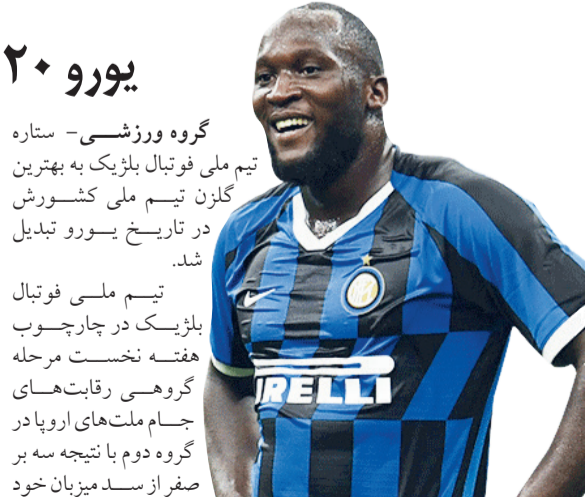 یورو ۲۰
گروه ورزشی- ستاره
تیم ملی فوتبال بلژیک به بهترین
گلزن تیم ملی کشورش
در تاریخ یورو تبدیل
شد.
تیم ملی فوتبال
بلژیک در چارچوب
هفته نخست مرحله
گروهی رقابت‌های
جام ملت‌های اروپا در
گروه دوم با نتیجه سه بر
صفر از سد میزبان خود
IRELLI